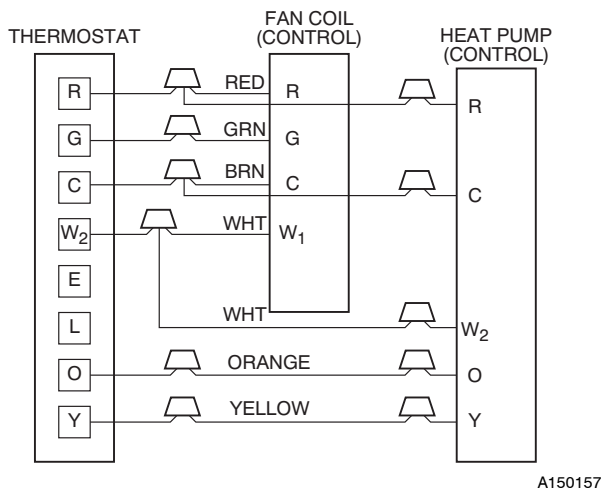 THERMOSTAT
FAN COIL
(CONTROL)
HEAT PUMP
(CONTROL)
R
RED
R
R
G
GRN
G
C
BRN
C
C
W2
WHT
W1
E
L
WHT
W2
O
ORANGE
O
Y
YELLOW
Y
A150157